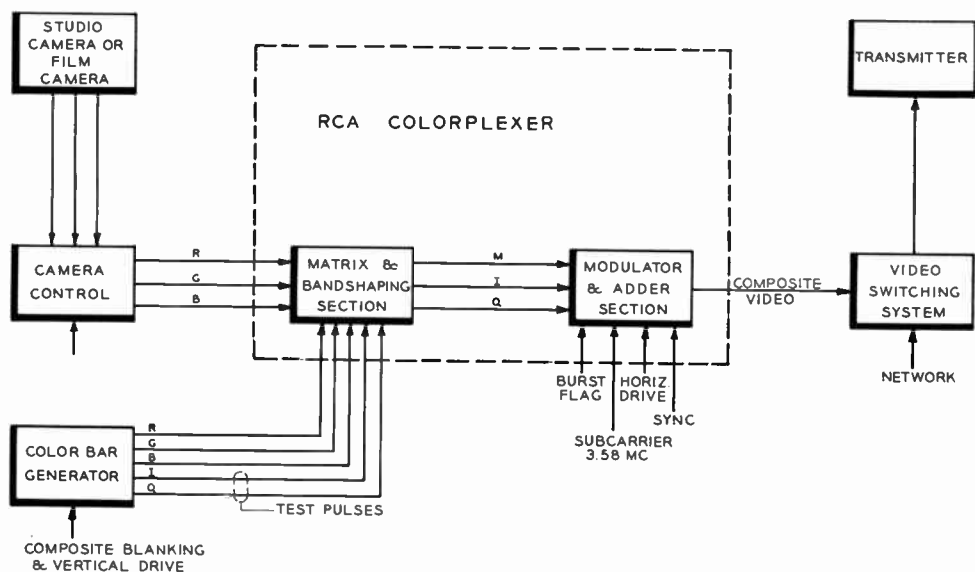 STUDIO
CAMERA OR
FILM
CAMERA
RCA COLORPLEXER
TRANSMITTER
CAMERA
CONTROL
R
G
B
MATRIX &
BANDSHAPING
SECTION
M
I
Q
MODULATOR
& ADDER
SECTION
COMPOSITE
VIDEO
VIDEO
SWITCHING
SYSTEM
BURST
FLAG
HORIZ.
DRIVE
SYNC
SUBCARRIER
3.58 MC
NETWORK
COLOR BAR
GENERATOR
R
G
B
I
Q
TEST PULSES
COMPOSITE BLANKING
& VERTICAL DRIVE